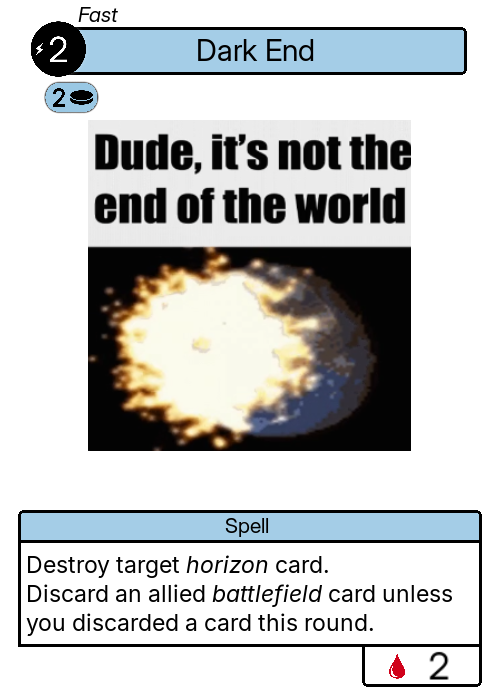 Fast
2
Dark End
2
Dude, it's not the
end of the world
Spell
Destroy target horizon card.
Discard an allied battlefield card unless
you discarded a card this round.
2